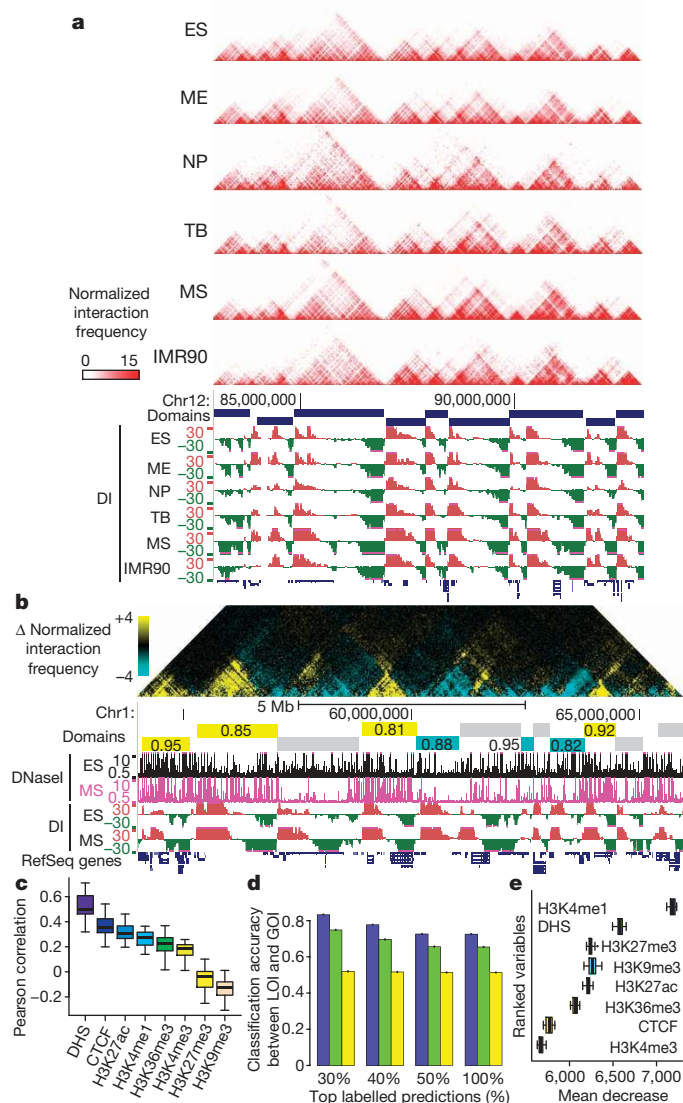 a
ES
ME
NP
TB
MS
IMR90
Normalized
interaction
frequency
0 15
Chr12: 85,000,000 90,000,000
Domains
DI
ES 30
−30
ME 30
−30
NP 30
−30
TB 30
−30
MS 30
−30
IMR90 30
−30
b
Δ Normalized
interaction
frequency
+4
−4
5 Mb
Chr1: 60,000,000 65,000,000
Domains
0.95 0.85 0.81 0.88 0.95 0.82 0.92
DNaseI
ES 10
0.5
MS 10
0.5
DI
ES 30
−30
MS 30
−30
RefSeq genes
c
Pearson correlation
0.6
0.4
0.2
0
−0.2
DHS
CTCF
H3K27ac
H3K4me1
H3K36me3
H3K4me3
H3K27me3
H3K9me3
d
Classification accuracy
between LOI and GOI
0.8
0.6
0.4
0.2
0
30% 40% 50% 100%
Top labelled predictions (%)
e
Ranked variables
H3K4me1
DHS
H3K27me3
H3K9me3
H3K27ac
H3K36me3
CTCF
H3K4me3
6,000 6,500 7,000
Mean decrease